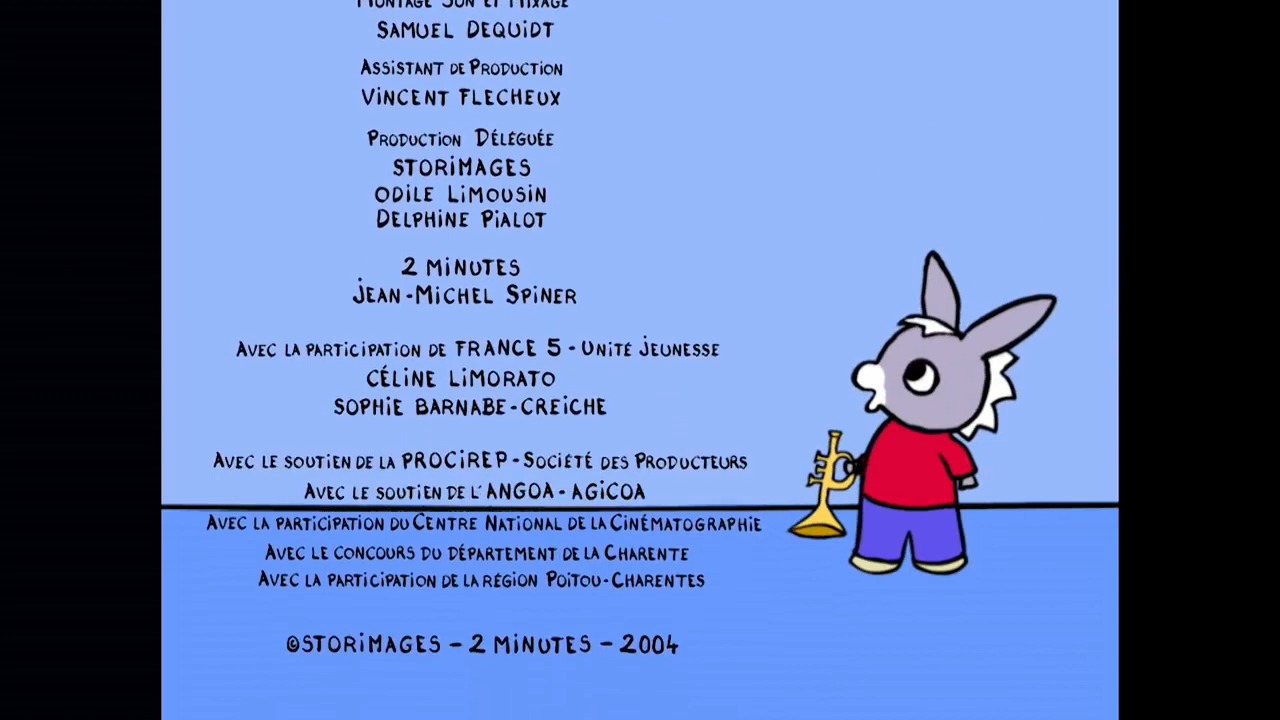 MONTAGE SON ET MIXAGE
SAMUEL DEQUIDT
ASSISTANT DE PRODUCTION
VINCENT FLECHEUX
PRODUCTION DÉLÉGUÉE
STORIMAGES
ODILE LIMOUSIN
DELPHINE PIALOT
2 MINUTES
JEAN-MICHEL SPINER
AVEC LA PARTICIPATION DE FRANCE 5 - UNITÉ JEUNESSE
CÉLINE LIMORATO
SOPHIE BARNABE-CREICHE
AVEC LE SOUTIEN DE LA PROCIREP - SOCIÉTÉ DES PRODUCTEURS
AVEC LE SOUTIEN DE L'ANGOA - AGICOA
AVEC LA PARTICIPATION DU CENTRE NATIONAL DE LA CINÉMATOGRAPHIE
AVEC LE CONCOURS DU DÉPARTEMENT DE LA CHARENTE
AVEC LA PARTICIPATION DE LA RÉGION POITOU-CHARENTES
©STORIMAGES - 2 MINUTES - 2004